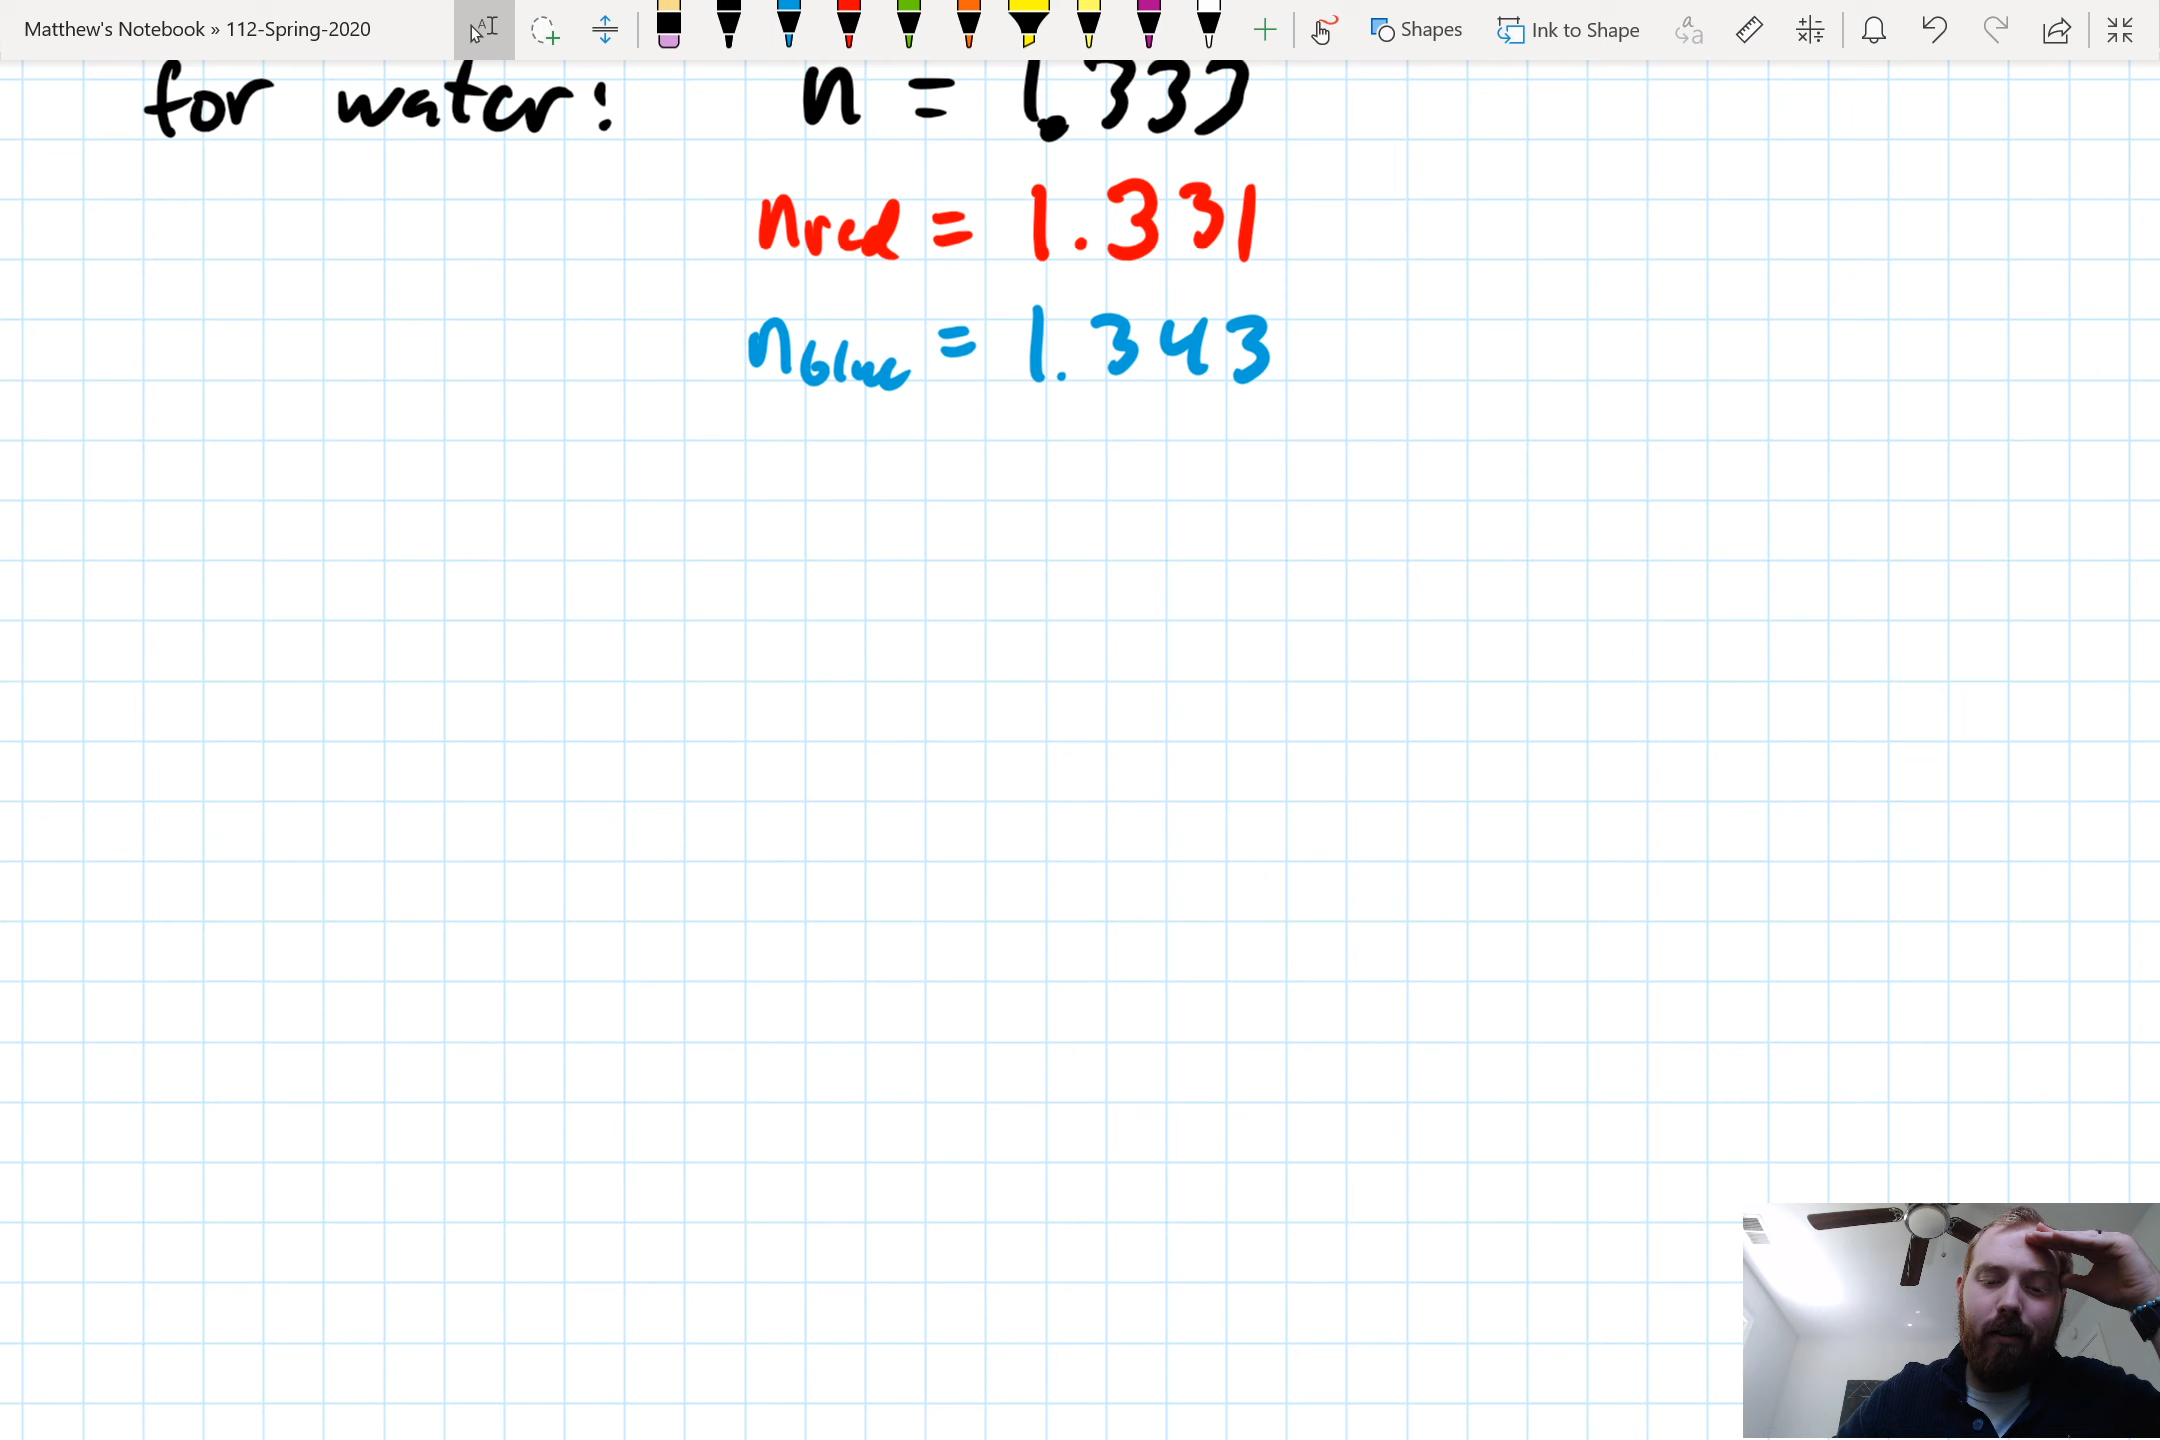 Matthew's Notebook » 112-Spring-2020
Shapes
Ink to Shape
for water: n = 1.333
nred = 1.331
nblue = 1.343